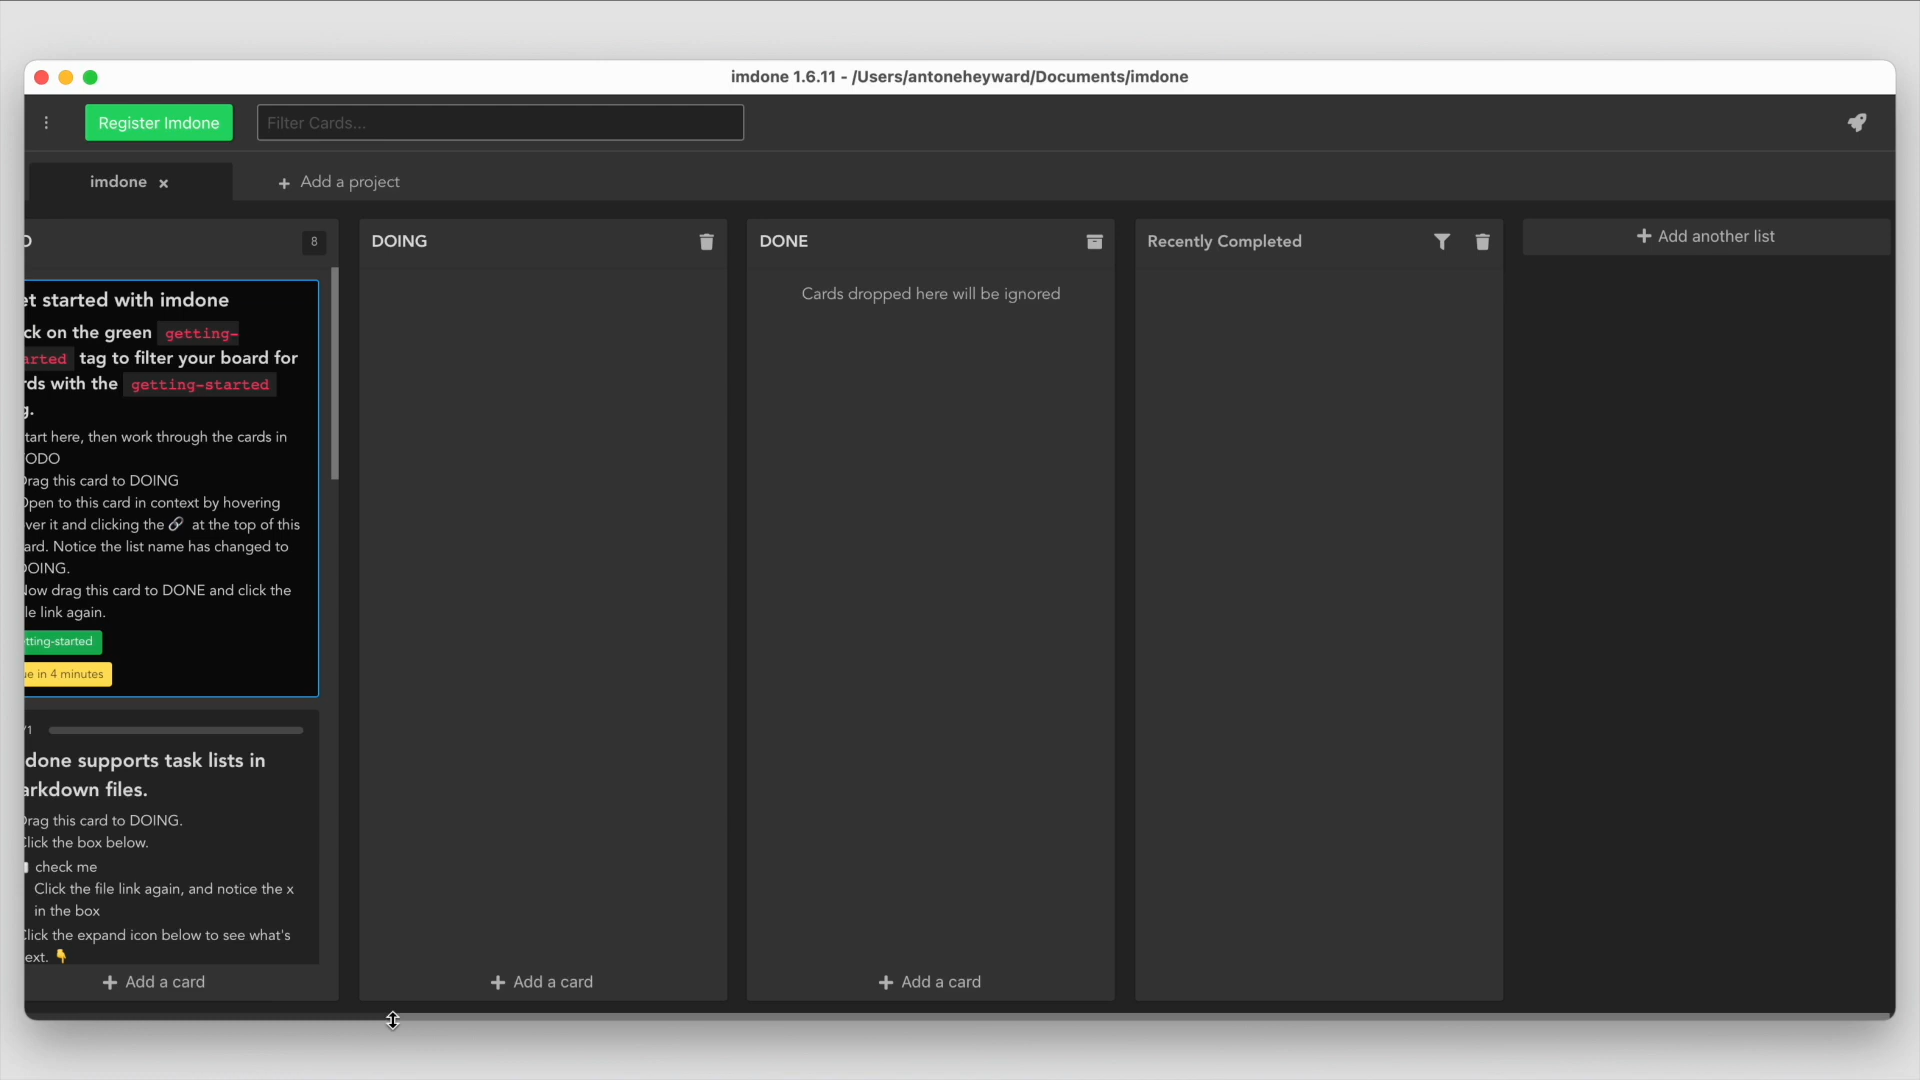 imdone 1.6.11 - /Users/antoneheyward/Documents/imdone
Register Imdone
Filter Cards...
imdone
Add a project
8
et started with imdone
ck on the green getting-
arted tag to filter your board for
rds with the getting-started
g.
tart here, then work through the cards in
ODO
rag this card to DOING
pen to this card in context by hovering
ver it and clicking the at the top of this
ard. Notice the list name has changed to
OING.
ow drag this card to DONE and click the
le link again.
tting-started
ue in 4 minutes
/1
done supports task lists in
arkdown files.
rag this card to DOING.
lick the box below.
check me
Click the file link again, and notice the x
in the box
lick the expand icon below to see what's
ext.
Add a card
DOING
Add a card
DONE
Cards dropped here will be ignored
Add a card
Recently Completed
Add another list